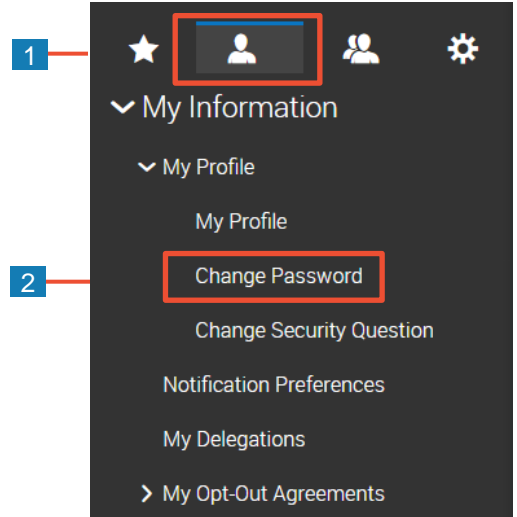 1
My Information
My Profile
My Profile
2
Change Password
Change Security Question
Notification Preferences
My Delegations
My Opt-Out Agreements